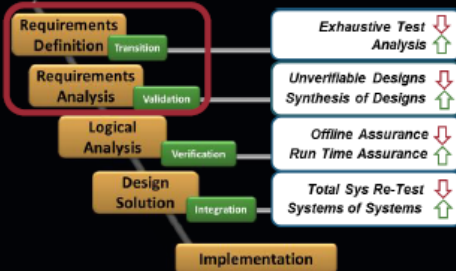 Requirements
Definition
Transition
Exhaustive Test
Analysis
Requirements
Analysis
Validation
Unverifiable Designs
Synthesis of Designs
Logical
Analysis
Verification
Offline Assurance
Run Time Assurance
Design
Solution
Integration
Total Sys Re-Test
Systems of Systems
Implementation